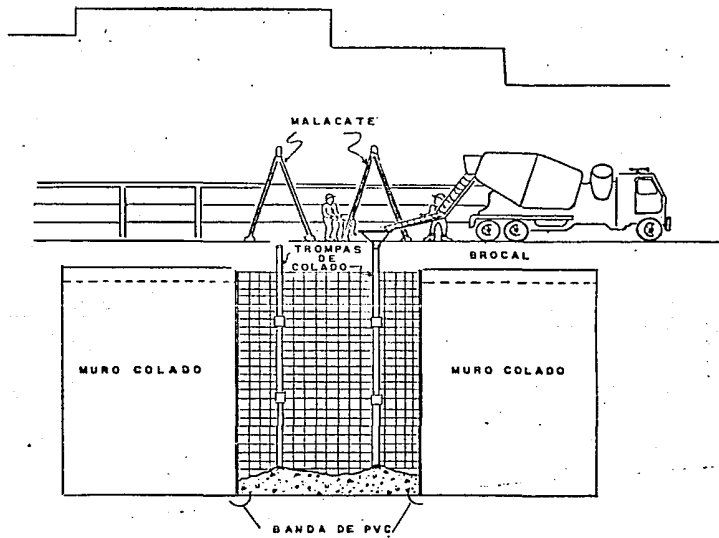 MALACATE
TROMPAS
DE
COLADO
BROCAL
MURO COLADO
MURO COLADO
BANDA DE PVC